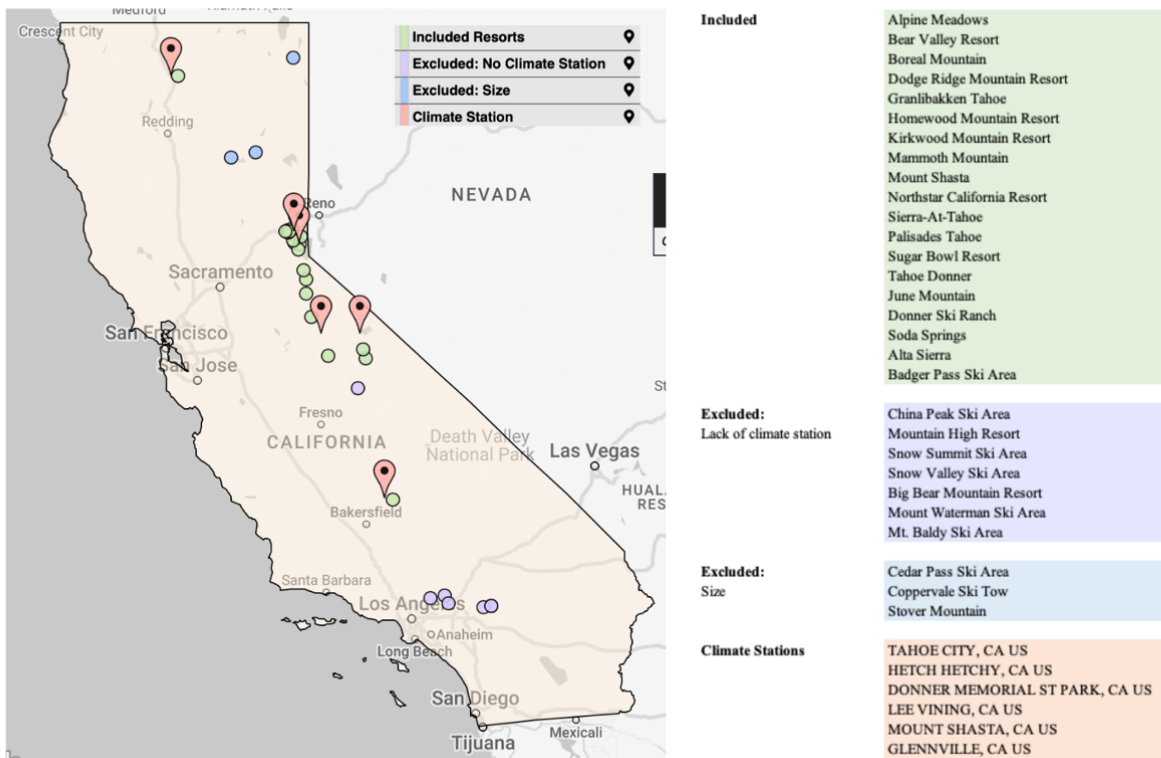 Medford
Crescent City
Included Resorts
Excluded: No Climate Station
Excluded: Size
Climate Station
Redding
NEVADA
Reno
Sacramento
San Francisco
San Jose
Fresno
CALIFORNIA
Death Valley
National Park
Las Vegas
HUAL
RES
Bakersfield
Santa Barbara
Los Angeles
Anaheim
Long Beach
San Diego
Tijuana
Mexicali
St
Included
Alpine Meadows
Bear Valley Resort
Boreal Mountain
Dodge Ridge Mountain Resort
Granlibakken Tahoe
Homewood Mountain Resort
Kirkwood Mountain Resort
Mammoth Mountain
Mount Shasta
Northstar California Resort
Sierra-At-Tahoe
Palisades Tahoe
Sugar Bowl Resort
Tahoe Donner
June Mountain
Donner Ski Ranch
Soda Springs
Alta Sierra
Badger Pass Ski Area
Excluded:
Lack of climate station
China Peak Ski Area
Mountain High Resort
Snow Summit Ski Area
Snow Valley Ski Area
Big Bear Mountain Resort
Mount Waterman Ski Area
Mt. Baldy Ski Area
Excluded:
Size
Cedar Pass Ski Area
Coppervale Ski Tow
Stover Mountain
Climate Stations
TAHOE CITY, CA US
HETCH HETCHY, CA US
DONNER MEMORIAL ST PARK, CA US
LEE VINING, CA US
MOUNT SHASTA, CA US
GLENNVILLE, CA US